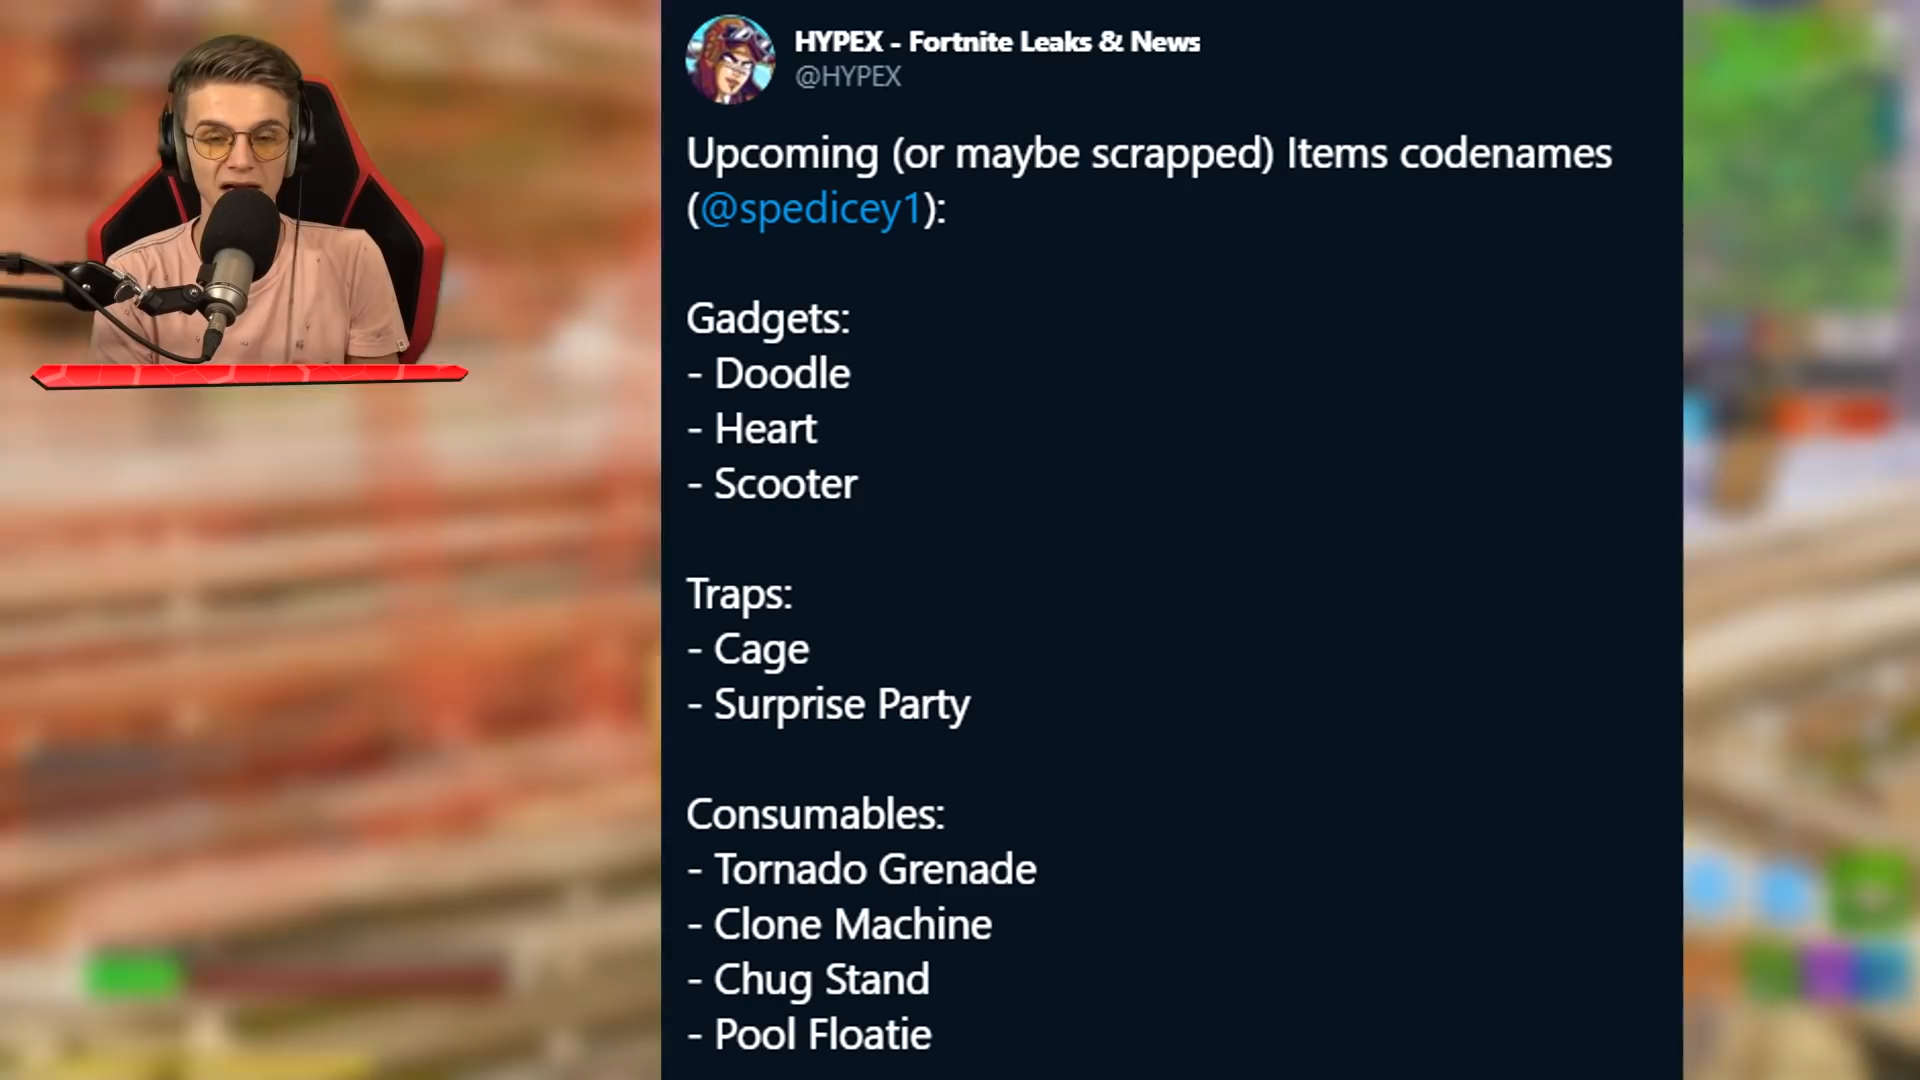 HYPEX - Fortnite Leaks & News
@HYPEX
Upcoming (or maybe scrapped) Items codenames
(@spedicey1):
Gadgets:
- Doodle
- Heart
- Scooter
Traps:
- Cage
- Surprise Party
Consumables:
- Tornado Grenade
- Clone Machine
- Chug Stand
- Pool Floatie